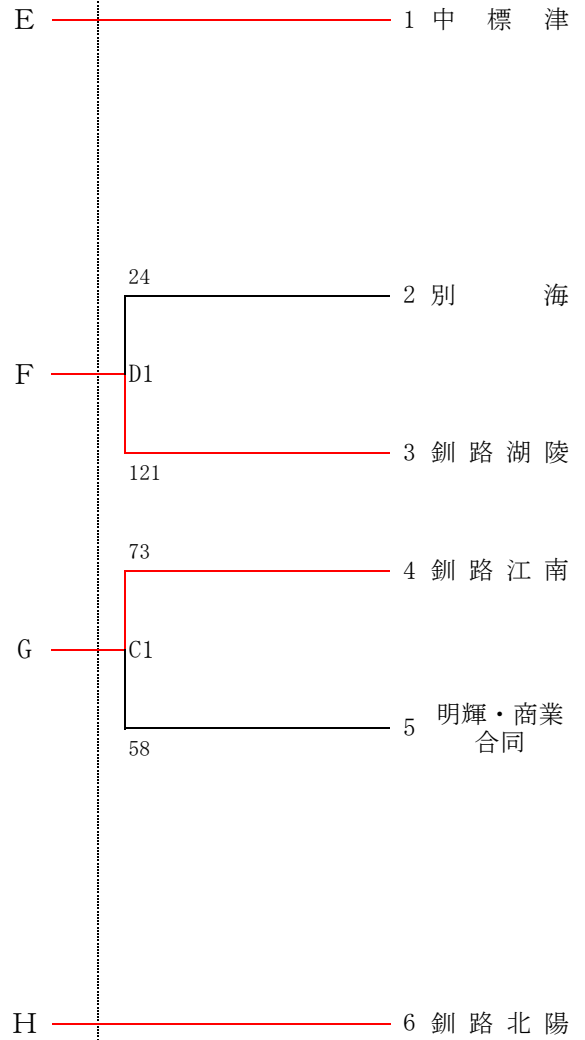 E 1 中標津
24
2 別海
F D1
3 釧路湖陵
121
73
4 釧路江南
G C1
5 明輝・商業
合同
58
H 6 釧路北陽